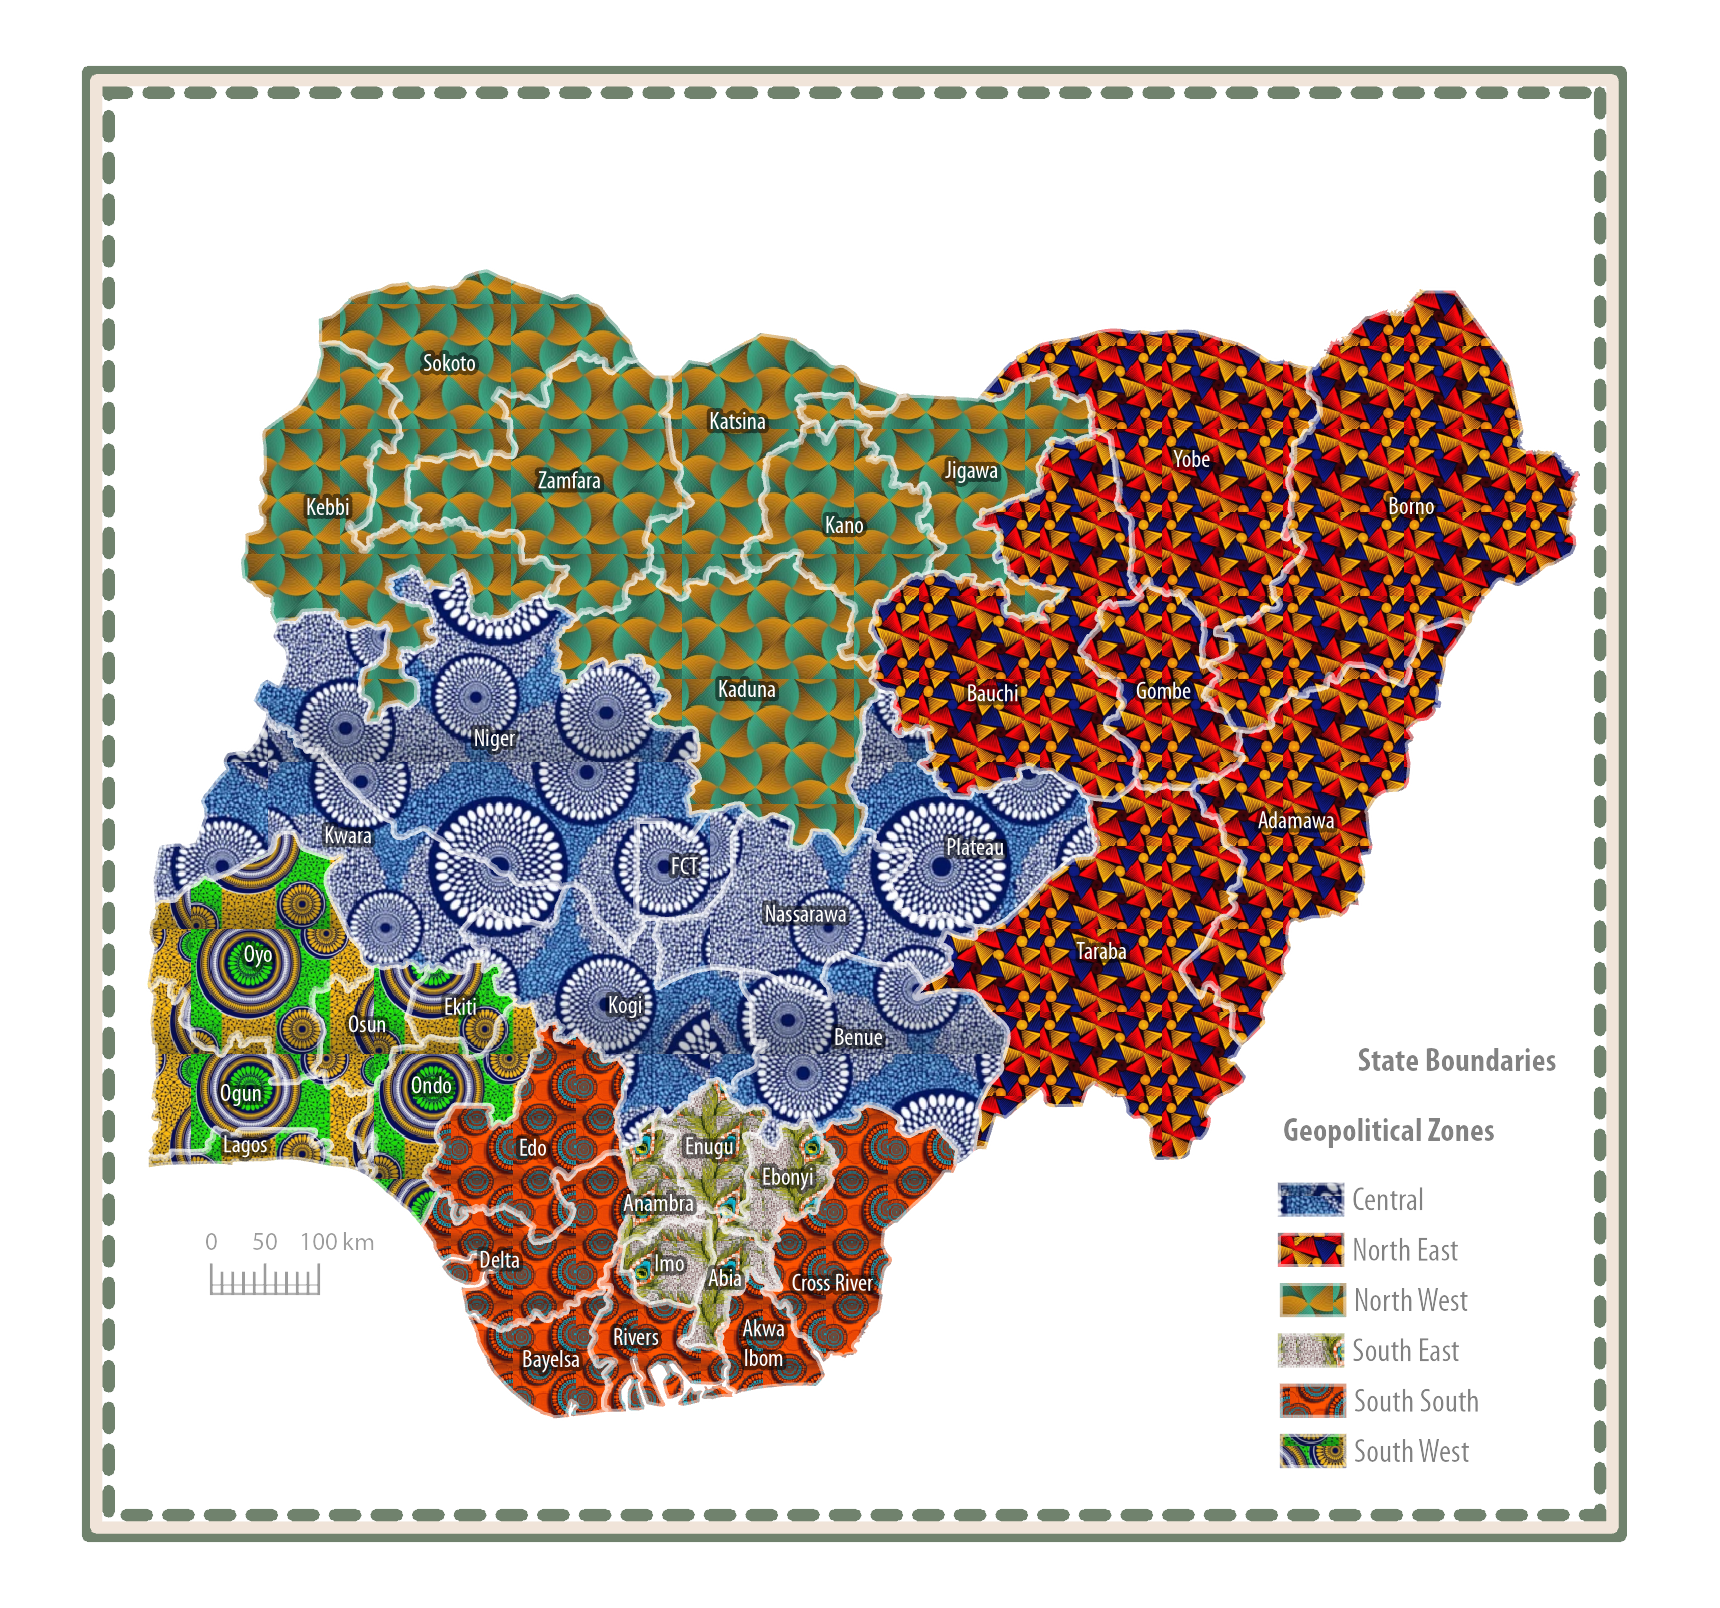 Sokoto
Katsina
Jigawa
Yobe
Zamfara
Kebbi
Kano
Borno
Kaduna
Bauchi
Gombe
Niger
Kwara
FCT
Plateau
Adamawa
Nassarawa
Taraba
Oyo
Osun
Ekiti
Kogi
Benue
Ogun
Ondo
Lagos
Edo
Enugu
Ebonyi
Anambra
Delta
Imo
Abia
Cross River
Rivers
Akwa
Ibom
Bayelsa
0 50 100 km
State Boundaries
Geopolitical Zones
Central
North East
North West
South East
South South
South West